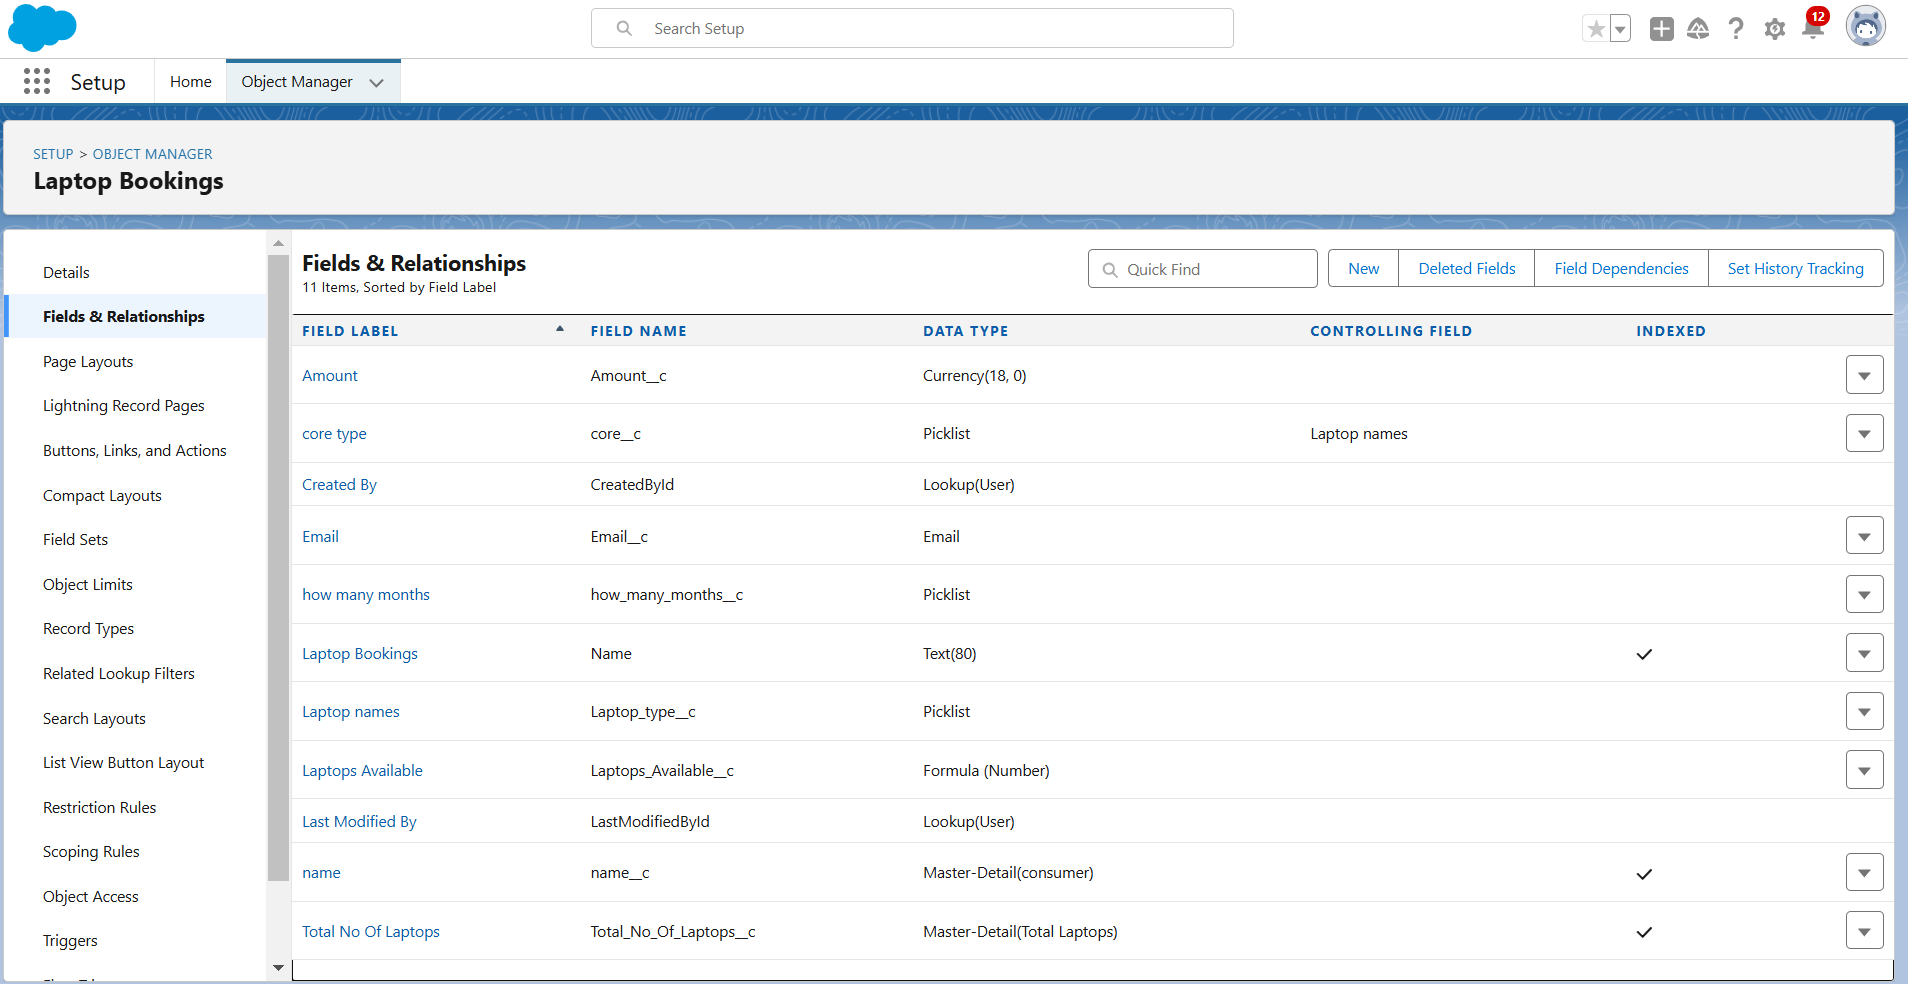 Search Setup
12
Setup
Home
Object Manager
SETUP > OBJECT MANAGER
Laptop Bookings
Details
Fields & Relationships
Page Layouts
Lightning Record Pages
Buttons, Links, and Actions
Compact Layouts
Field Sets
Object Limits
Record Types
Related Lookup Filters
Search Layouts
List View Button Layout
Restriction Rules
Scoping Rules
Object Access
Triggers
Fields & Relationships
11 Items, Sorted by Field Label
Quick Find
New
Deleted Fields
Field Dependencies
Set History Tracking
FIELD LABEL FIELD NAME DATA TYPE CONTROLLING FIELD INDEXED
Amount Amount__c Currency(18, 0)
core type core__c Picklist Laptop names
Created By CreatedById Lookup(User)
Email Email__c Email
how many months how_many_months__c Picklist
Laptop Bookings Name Text(80)
Laptop names Laptop_type__c Picklist
Laptops Available Laptops_Available__c Formula (Number)
Last Modified By LastModifiedById Lookup(User)
name name__c Master-Detail(consumer)
Total No Of Laptops Total_No_Of_Laptops__c Master-Detail(Total Laptops)